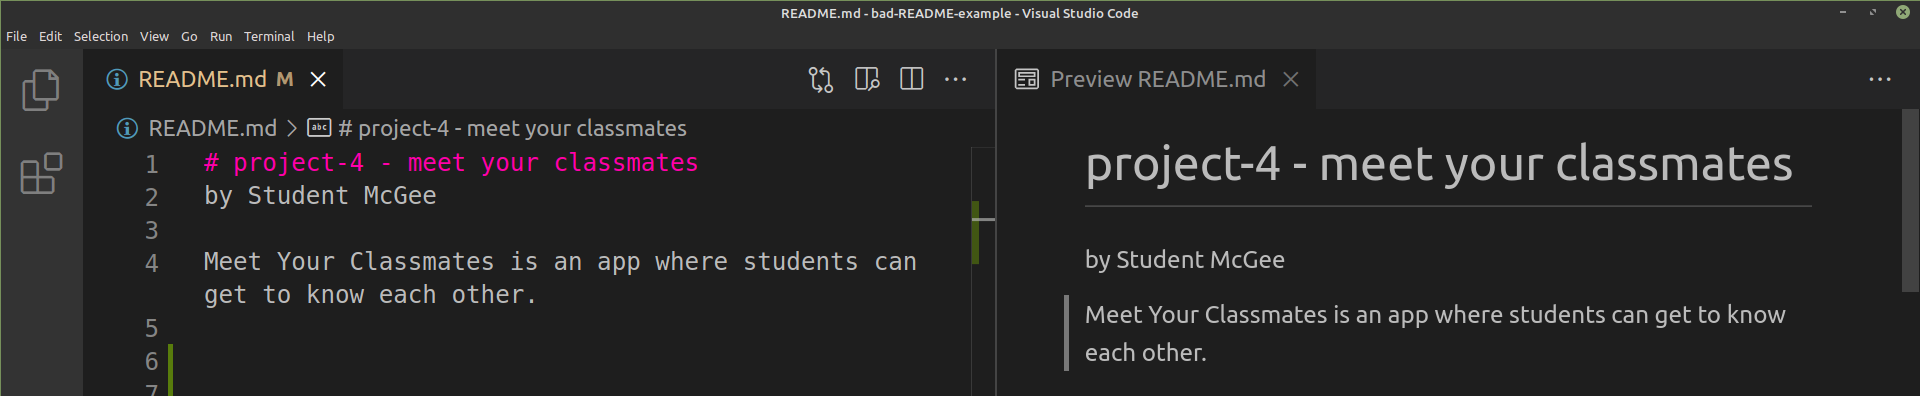 README.md - bad-README-example - Visual Studio Code
File Edit Selection View Go Run Terminal Help
README.md M
README.md > abc # project-4 - meet your classmates
1 # project-4 - meet your classmates
2 by Student McGee
3
4 Meet Your Classmates is an app where students can
get to know each other.
5
6
7
Preview README.md
project-4 - meet your classmates
by Student McGee
Meet Your Classmates is an app where students can get to know
each other.